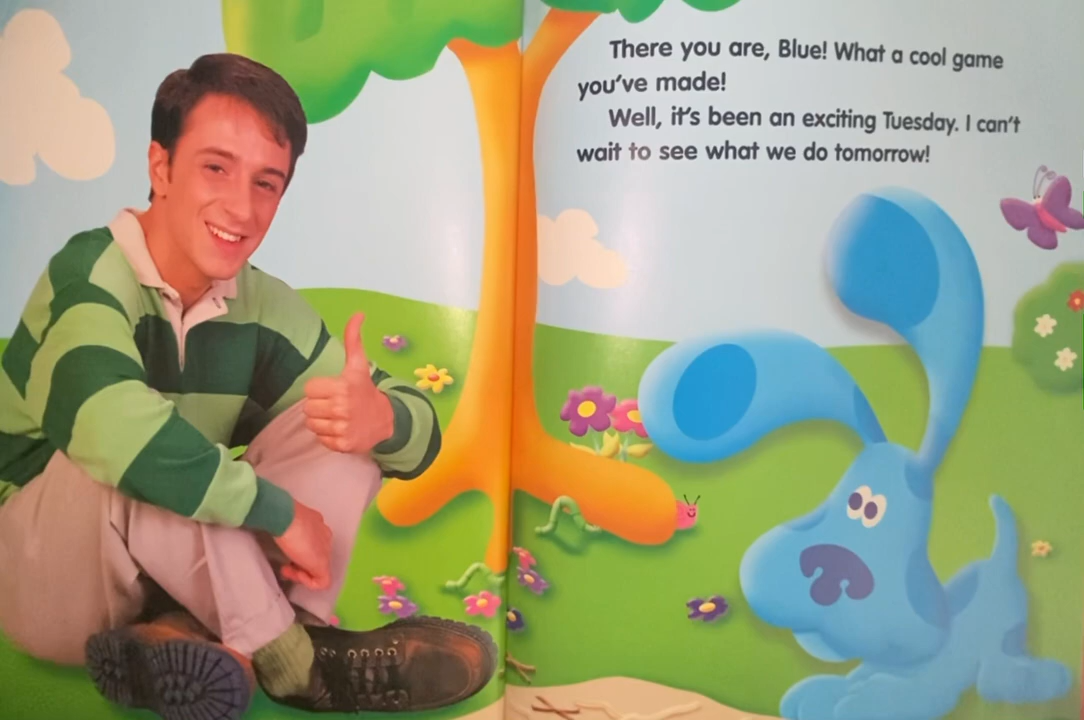 There you are, Blue! What a cool game
you've made!
Well, it's been an exciting Tuesday. I can't
wait to see what we do tomorrow!